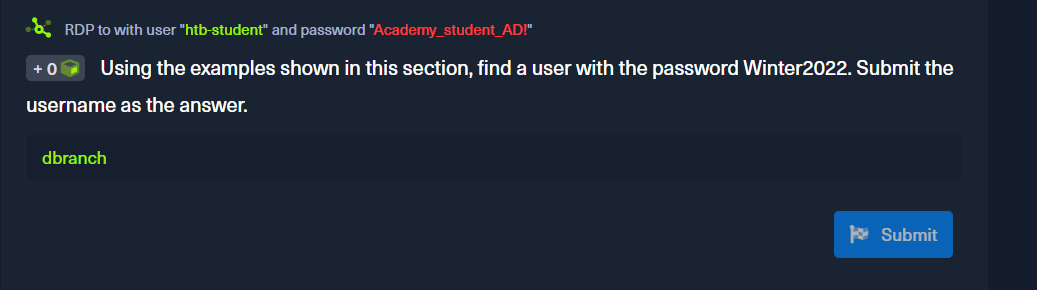 RDP to with user "htb-student" and password "Academy_student_AD!"
+ 0 Using the examples shown in this section, find a user with the password Winter2022. Submit the
username as the answer.
dbranch
Submit